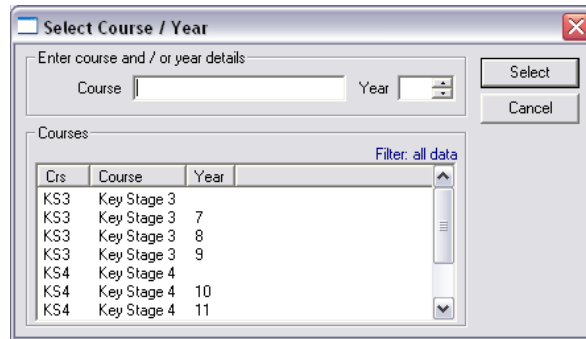 Select Course / Year
Enter course and / or year details
Course Year
Select
Cancel
Courses
Filter: all data
Crs Course Year
KS3 Key Stage 3
KS3 Key Stage 3 7
KS3 Key Stage 3 8
KS3 Key Stage 3 9
KS4 Key Stage 4
KS4 Key Stage 4 10
KS4 Key Stage 4 11